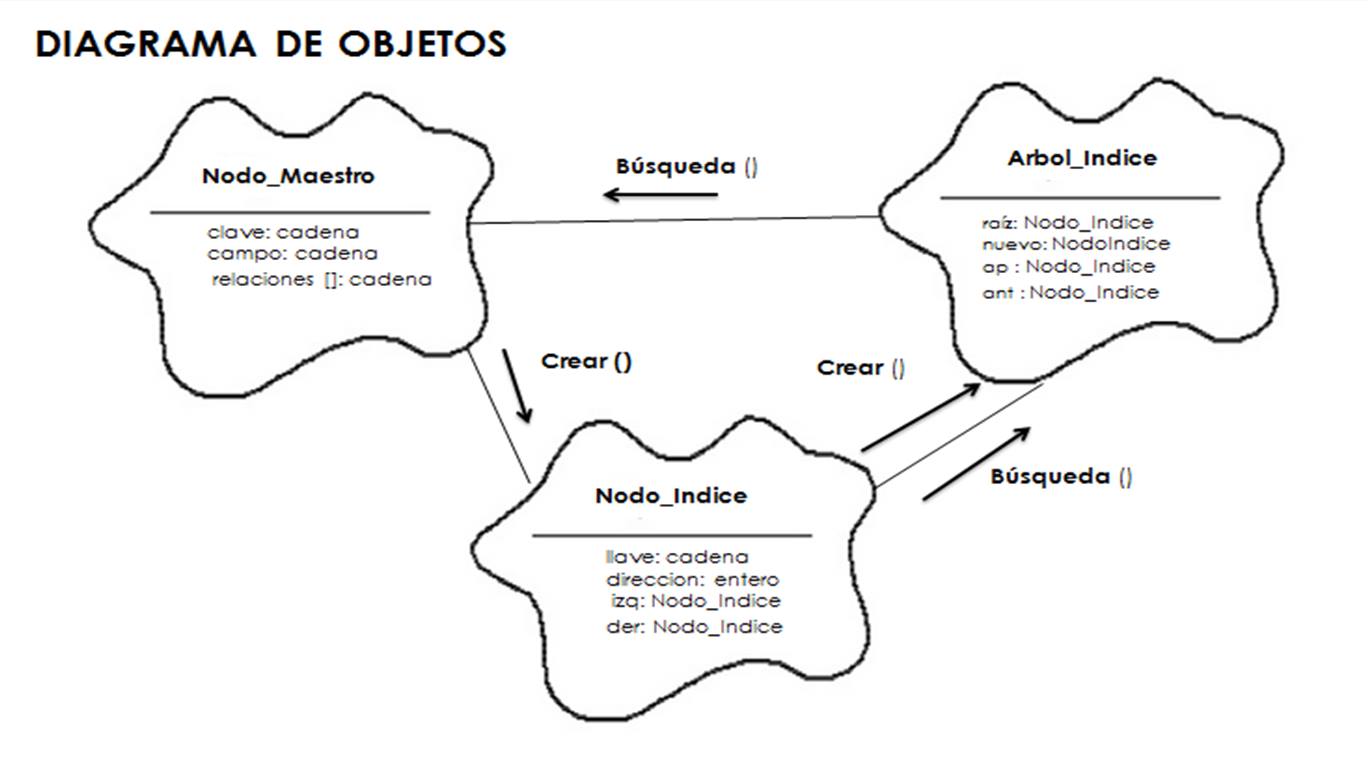 DIAGRAMA DE OBJETOS
Nodo_Maestro
clave: cadena
campo: cadena
relaciones []: cadena
Búsqueda ()
Arbol_Indice
raíz: Nodo_Indice
nuevo: NodoIndice
ap : Nodo_Indice
ant : Nodo_Indice
Crear ()
Crear ()
Búsqueda ()
Nodo_Indice
llave: cadena
direccion: entero
izq: Nodo_Indice
der: Nodo_Indice